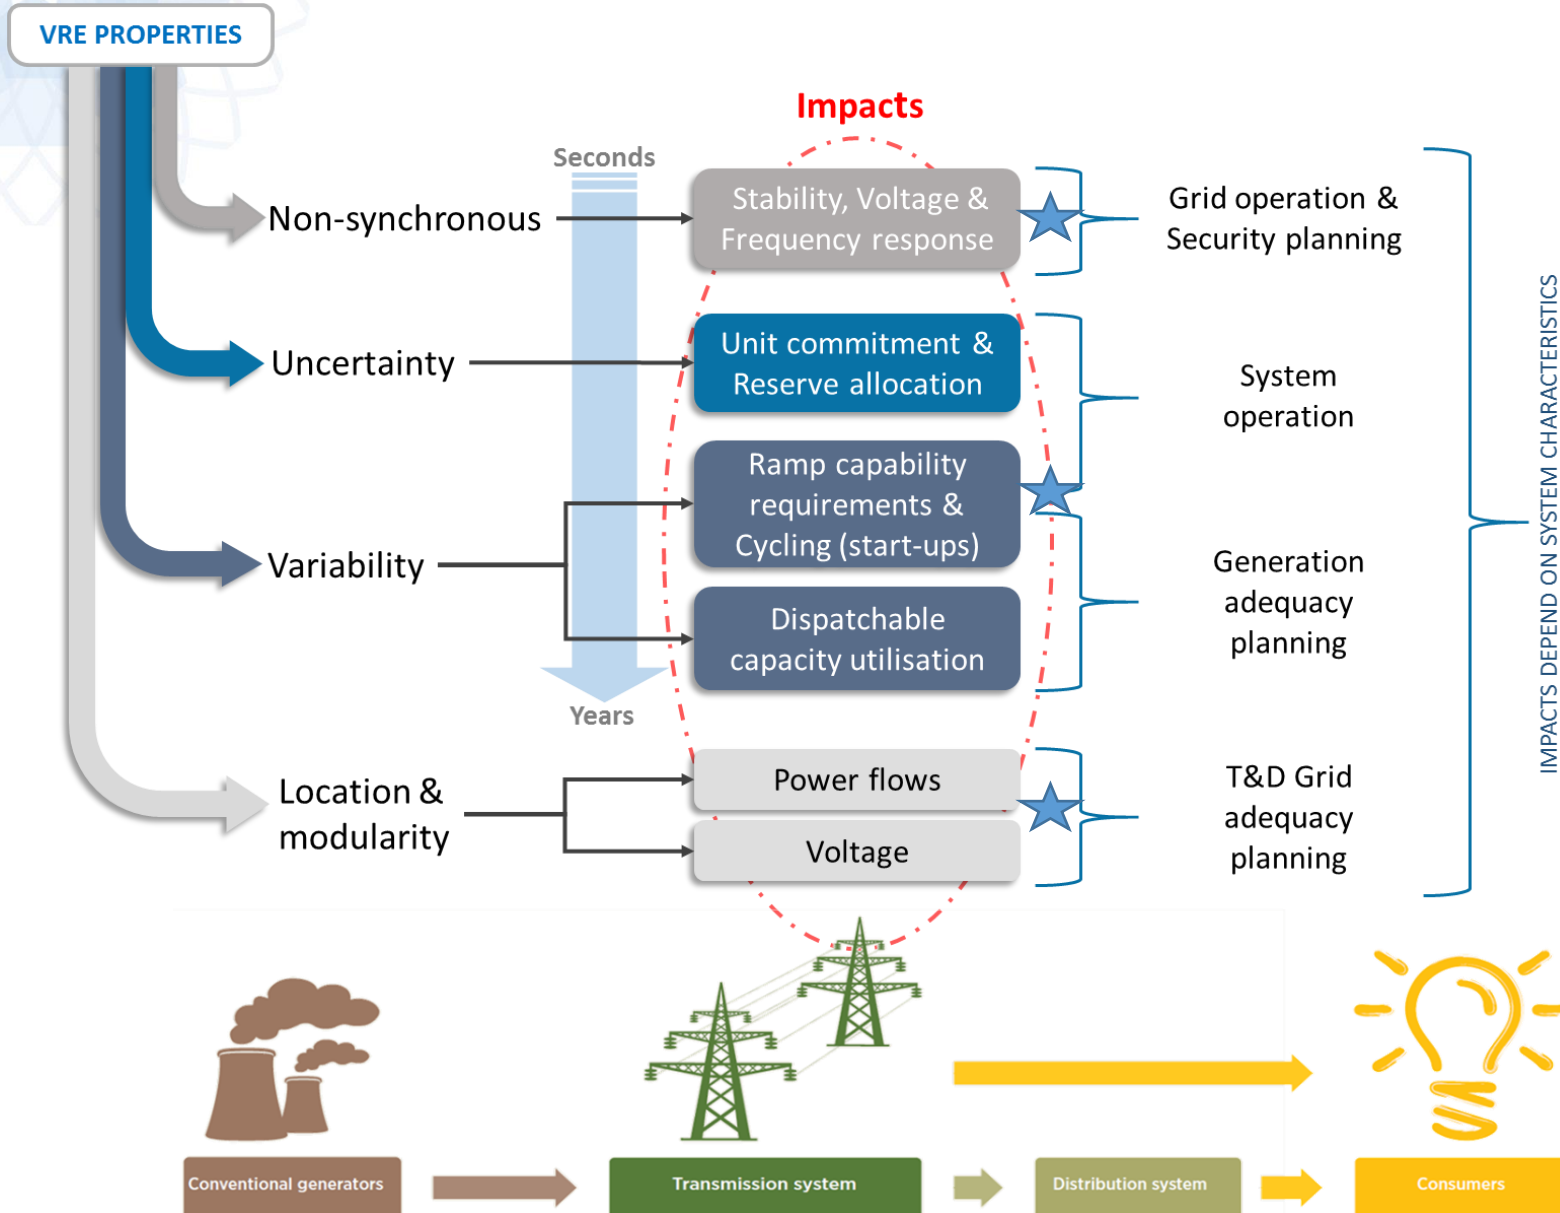 VRE PROPERTIES
Impacts
Seconds
Non-synchronous
Stability, Voltage &
Frequency response
Grid operation &
Security planning
Uncertainty
Unit commitment &
Reserve allocation
System
operation
Variability
Ramp capability
requirements &
Cycling (start-ups)
Dispatchable
capacity utilisation
Generation
adequacy
planning
Years
Location &
modularity
Power flows
Voltage
T&D Grid
adequacy
planning
IMPACTS DEPEND ON SYSTEM CHARACTERISTICS
Conventional generators
Transmission system
Distribution system
Consumers